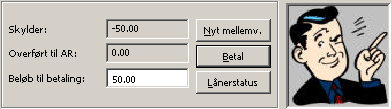 Skylder: -50.00 Nyt mellemv.
Overført til AR: 0.00 Betal
Beløb til betaling: 50.00 Lånerstatus